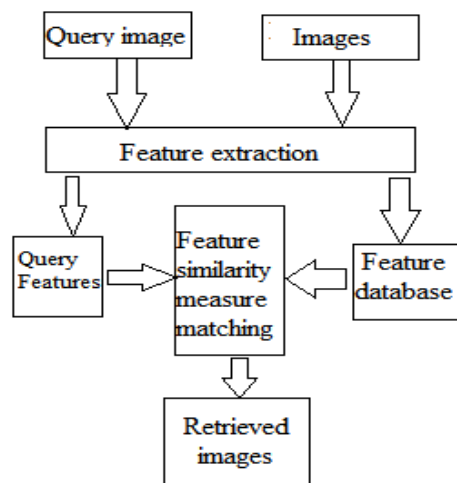 Query image
Images
Feature extraction
Query
Features
Feature
similarity
measure
matching
Feature
database
Retrieved
images